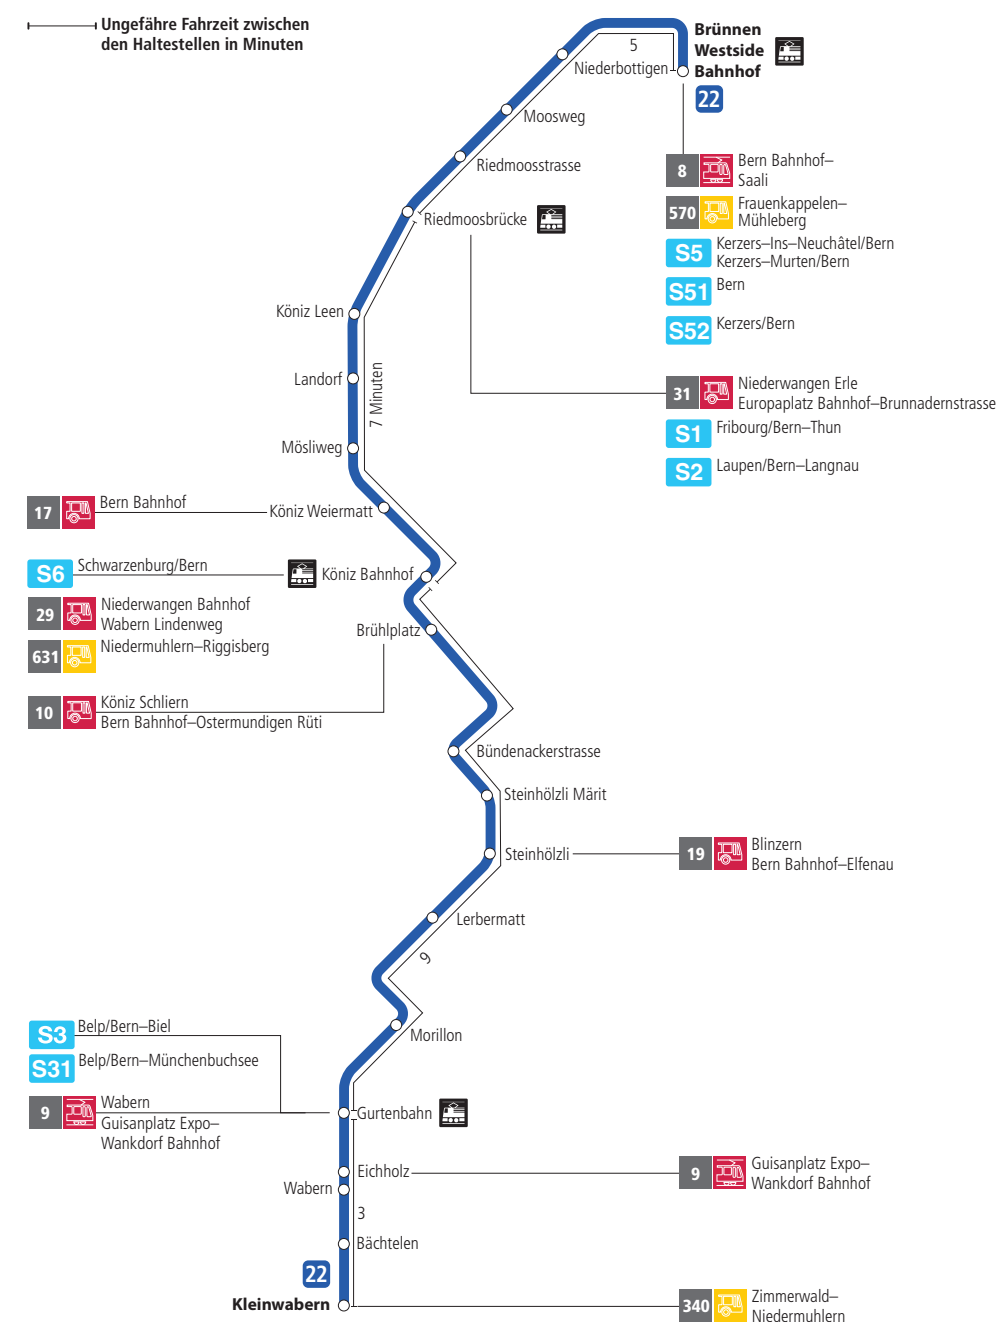 Ungefähre Fahrzeit zwischen
den Haltestellen in Minuten
Brünnen
Westside
Bahnhof
22
5
Niederbottigen
Moosweg
Riedmoosstrasse
Riedmoosbrücke
8
Bern Bahnhof–
Saali
570
Frauenkappelen–
Mühleberg
S5
Kerzers–Ins–Neuchâtel/Bern
Kerzers–Murten/Bern
S51
Bern
S52
Kerzers/Bern
31
Niederwangen Erle
Europaplatz Bahnhof–Brunnadernstrasse
S1
Fribourg/Bern–Thun
S2
Laupen/Bern–Langnau
Köniz Leen
Landorf
7 Minuten
Mösliweg
Köniz Weiermatt
17
Bern Bahnhof
Köniz Bahnhof
S6
Schwarzenburg/Bern
29
Niederwangen Bahnhof
Wabern Lindenweg
631
Niedermuhlern–Riggisberg
Brühlplatz
10
Köniz Schliern
Bern Bahnhof–Ostermundigen Rüti
Bündenackerstrasse
Steinhölzli Märit
Steinhölzli
19
Blinzern
Bern Bahnhof–Elfenau
Lerbermatt
9
Morillon
S3
Belp/Bern–Biel
S31
Belp/Bern–Münchenbuchsee
9
Wabern
Guisanplatz Expo–
Wankdorf Bahnhof
Gurtenbahn
Eichholz
9
Guisanplatz Expo–
Wankdorf Bahnhof
Wabern
3
Bächtelen
22
Kleinwabern
340
Zimmerwald–
Niedermuhlern